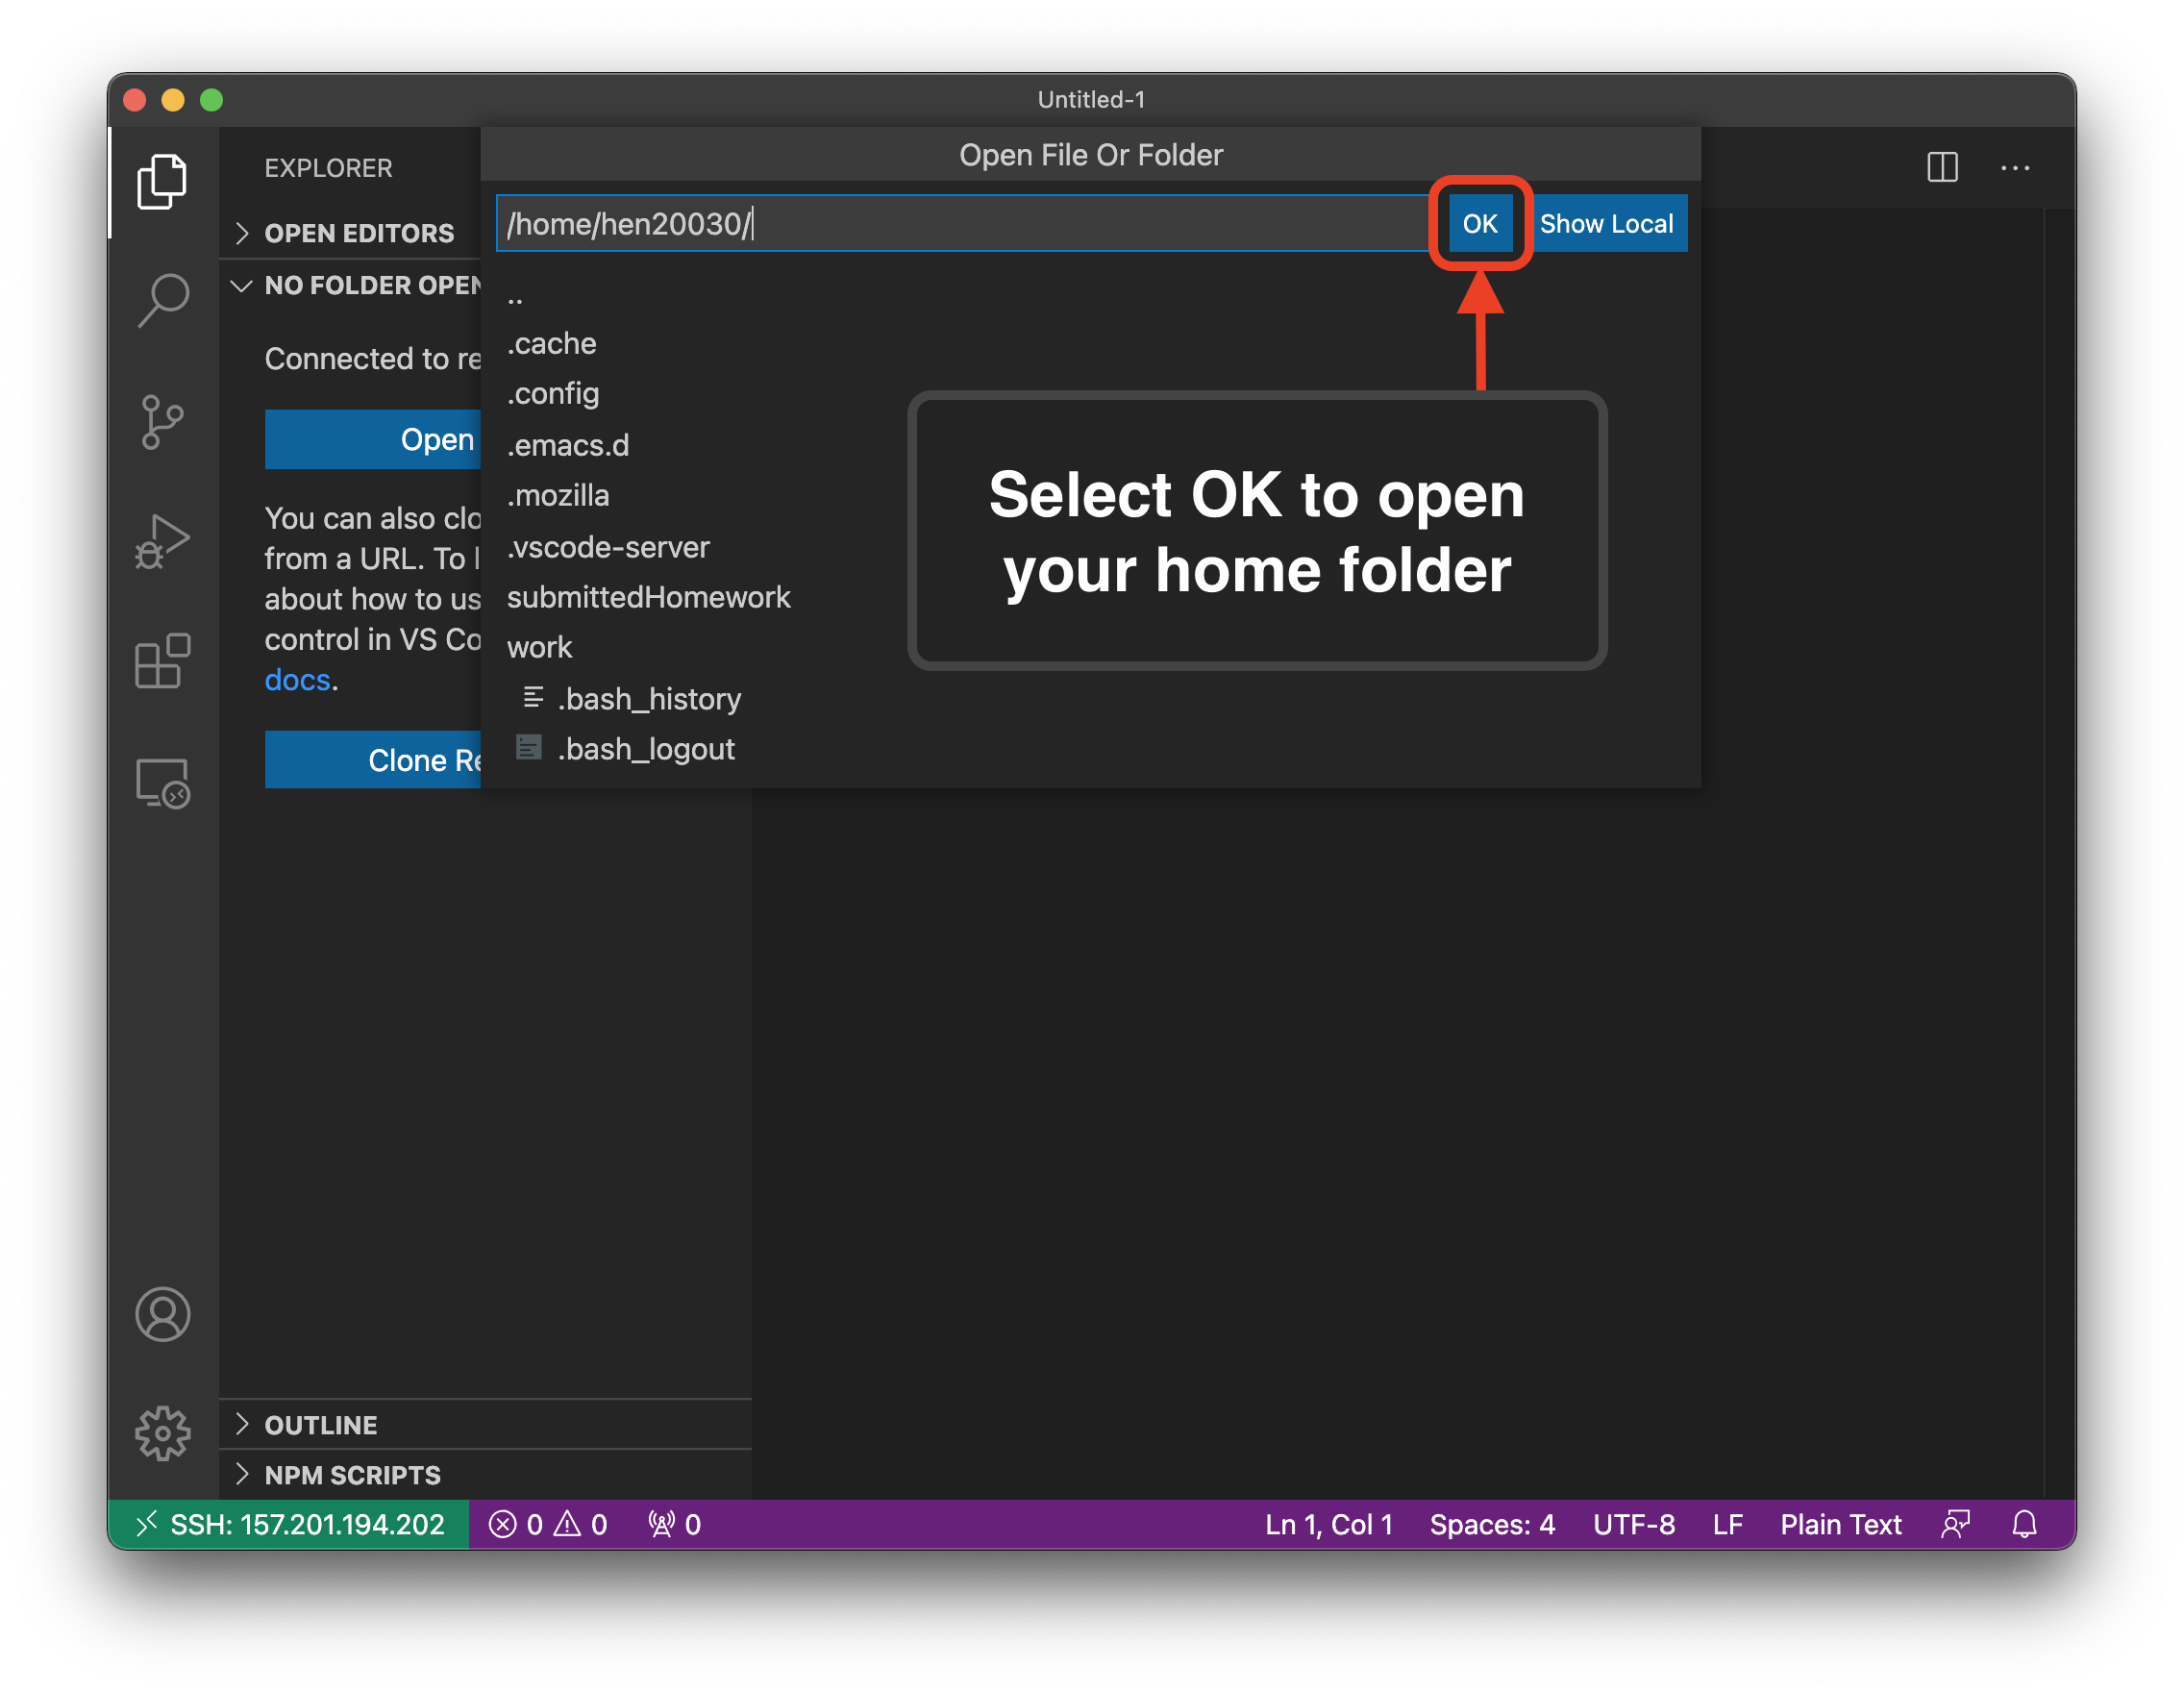 Untitled-1
EXPLORER
OPEN EDITORS
NO FOLDER OPEN
Connected to re
Open
You can also clo
from a URL. To l
about how to us
control in VS Co
docs.
Clone Re
Open File Or Folder
/home/hen20030/
OK
Show Local
..
.cache
.config
.emacs.d
.mozilla
.vscode-server
submittedHomework
work
.bash_history
.bash_logout
Select OK to open
your home folder
OUTLINE
NPM SCRIPTS
SSH: 157.201.194.202 0 0 0 Ln 1, Col 1 Spaces: 4 UTF-8 LF Plain Text